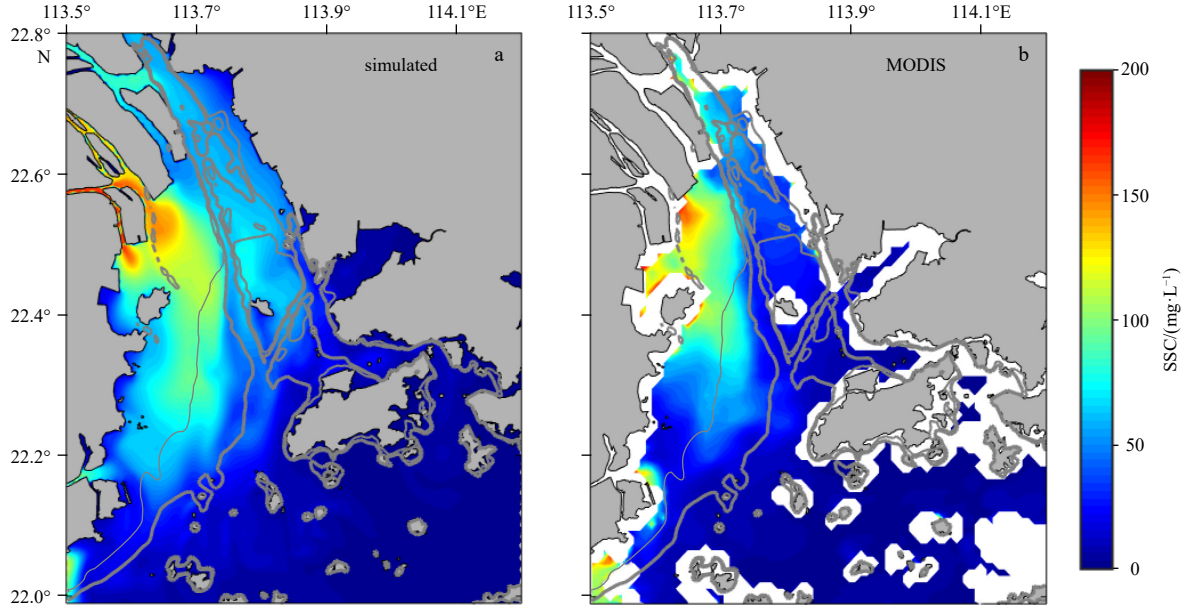 113.5 113.7 113.9 114.1°E 113.5 113.7 113.9 114.1°E
22.8°
N
simulated a
MODIS b
200
22.6°
150
SSC/(mg·L⁻¹)
22.4°
100
22.2°
50
22.0°
0